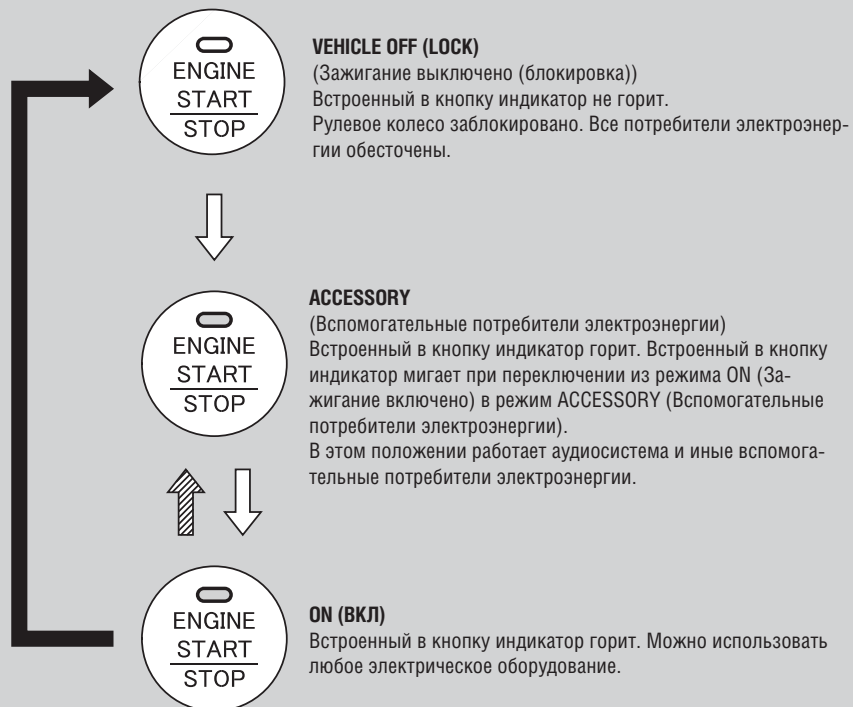 ENGINE
START
STOP
VEHICLE OFF (LOCK)
(Зажигание выключено (блокировка))
Встроенный в кнопку индикатор не горит.
Рулевое колесо заблокировано. Все потребители электроэнер-
гии обесточены.
ENGINE
START
STOP
ACCESSORY
(Вспомогательные потребители электроэнергии)
Встроенный в кнопку индикатор горит. Встроенный в кнопку
индикатор мигает при переключении из режима ON (За-
жигание включено) в режим ACCESSORY (Вспомогательные
потребители электроэнергии).
В этом положении работает аудиосистема и иные вспомога-
тельные потребители электроэнергии.
ENGINE
START
STOP
ON (ВКЛ)
Встроенный в кнопку индикатор горит. Можно использовать
любое электрическое оборудование.